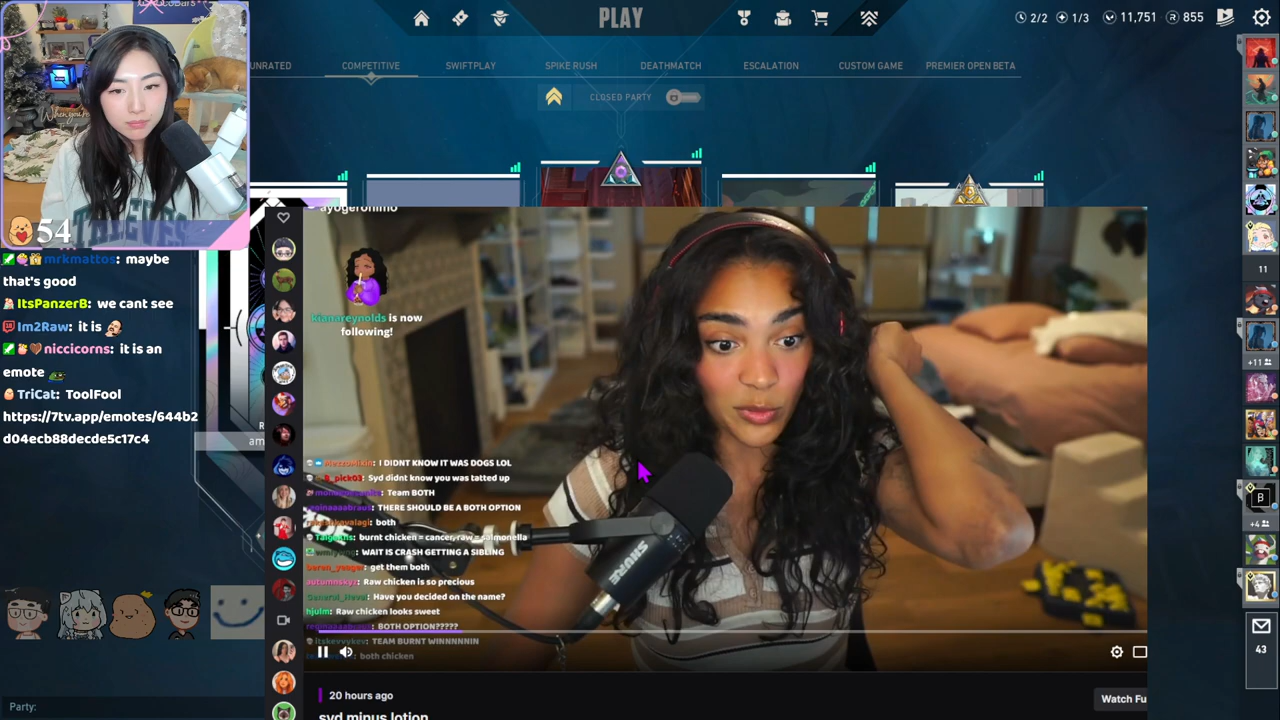 PLAY
2/2
1/3
11,751
855
UNRATED
COMPETITIVE
SWIFTPLAY
SPIKE RUSH
DEATHMATCH
ESCALATION
CUSTOM GAME
PREMIER OPEN BETA
CLOSED PARTY
54
THIEVES
mrkmattos: maybe
that's good
ItsPanzerB: we cant see
Im2Raw: it is
niccicorns: it is an
emote
TriCat: ToolFool
https://7tv.app/emotes/644b2
d04ecb88decde5c17c4
am
ayogeronimo
kianareynolds is now
following!
MezzoMikin: I DIDNT KNOW IT WAS DOGS LOL
Syd didnt know you was tatted up
Team BOTH
THERE SHOULD BE A BOTH OPTION
both
burnt chicken = cancer, raw = salmonella
WAIT IS CRASH GETTING A SIBLING
get them both
Raw chicken is so precious
Have you decided on the name?
hjulm: Raw chicken looks sweet
BOTH OPTION?????
TEAM BURNT WINNNNNIN
both chicken
SHURE
20 hours ago
syd minus lotion
Watch Fu
Party:
11
+11
B
+4
43